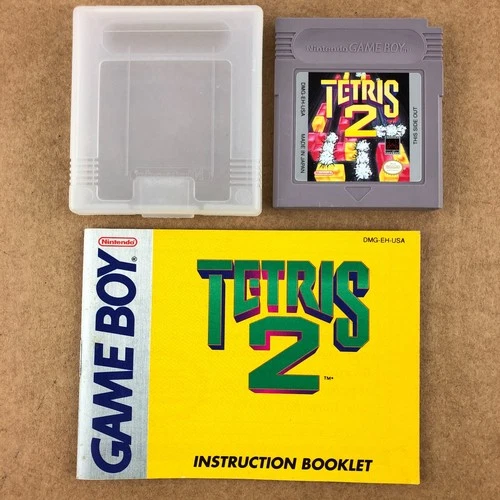 Nintendo GAME BOY
DMG-EH-USA
TETRIS
2
THIS SIDE OUT
MADE IN JAPAN
Nintendo
DMG-EH-USA
GAME BOY
TETRIS
2
TM
INSTRUCTION BOOKLET